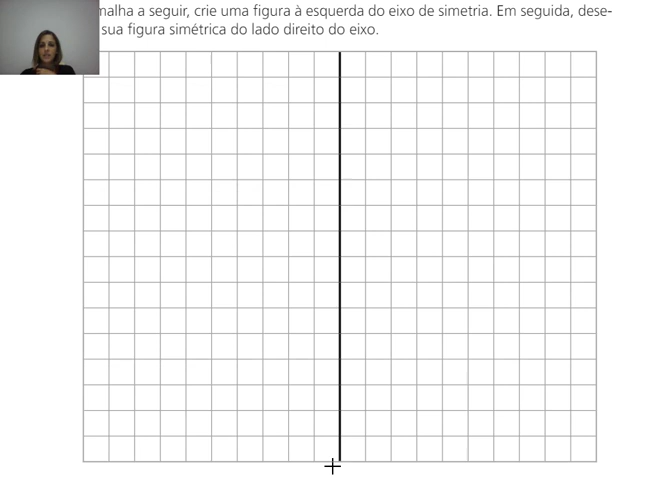 malha a seguir, crie uma figura à esquerda do eixo de simetria. Em seguida, dese-
sua figura simétrica do lado direito do eixo.